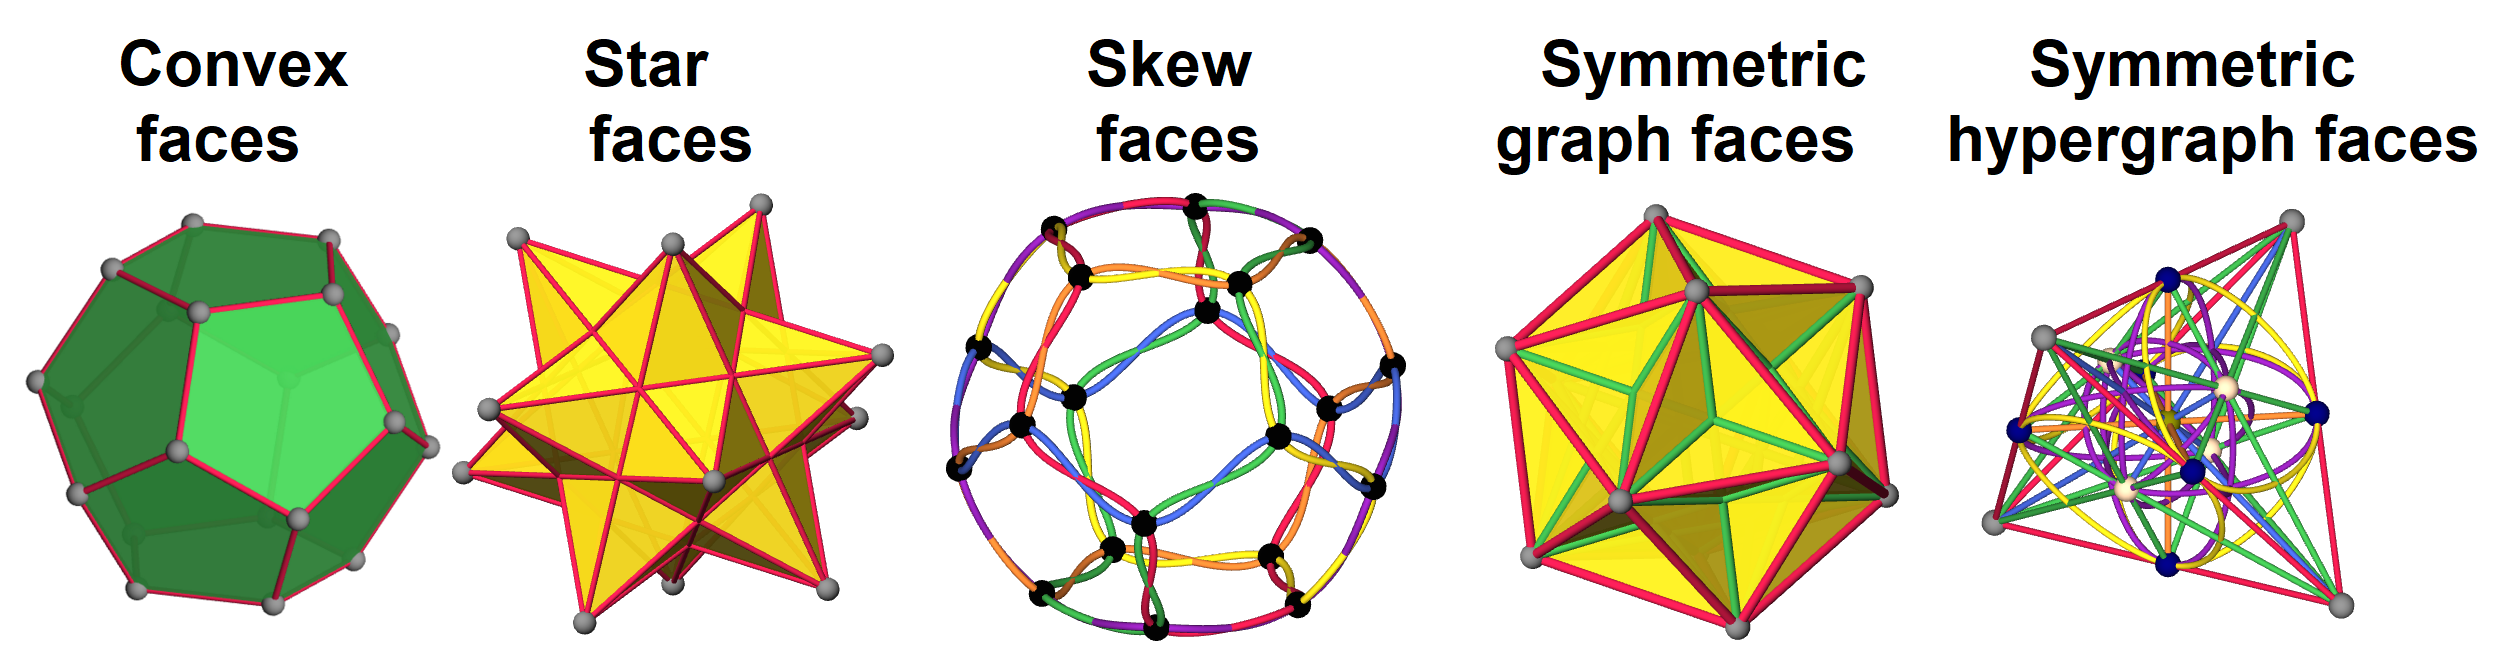 Convex
faces
Star
faces
Skew
faces
Symmetric
graph faces
Symmetric
hypergraph faces